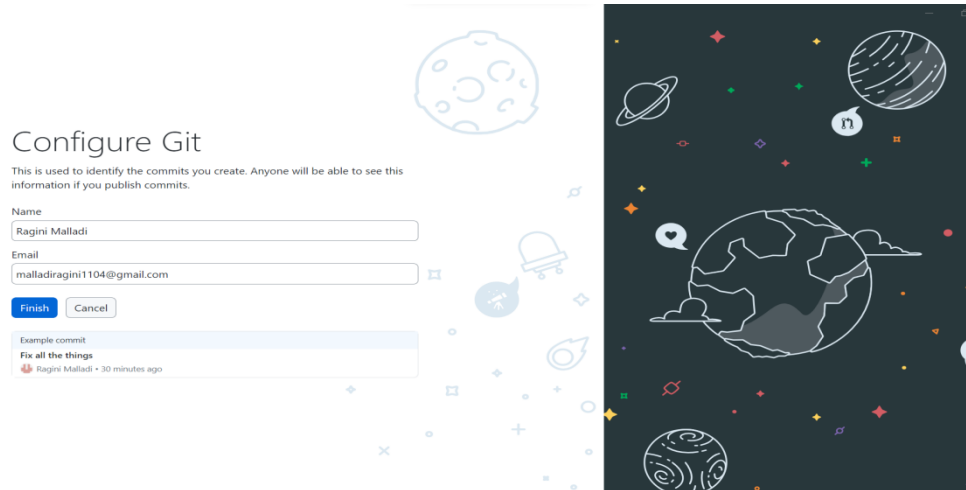 Configure Git
This is used to identify the commits you create. Anyone will be able to see this
information if you publish commits.
Name
Ragini Malladi
Email
malladiragini1104@gmail.com
Finish Cancel
Example commit
Fix all the things
Ragini Malladi • 30 minutes ago